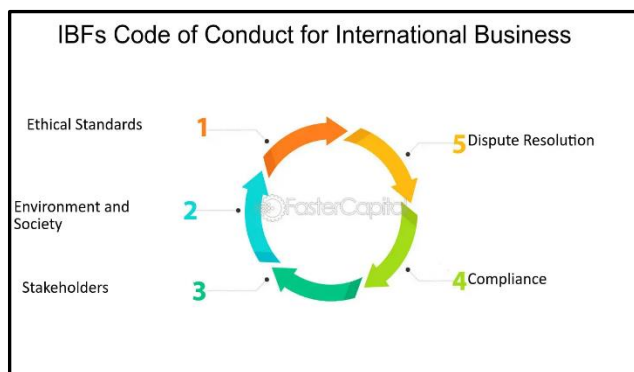 IBFs Code of Conduct for International Business
Ethical Standards
1
Environment and
Society
2
Stakeholders
3
4
Compliance
5
Dispute Resolution
FasterCapital